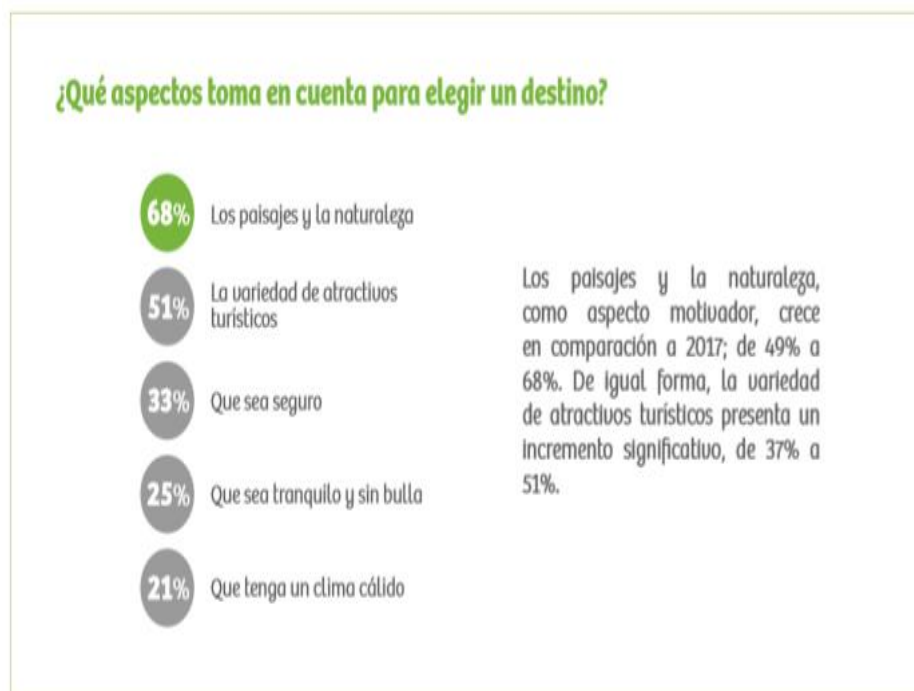 ¿Qué aspectos toma en cuenta para elegir un destino?
68% Los paisajes y la naturaleza
51% La variedad de atractivos
turísticos
33% Que sea seguro
25% Que sea tranquilo y sin bulla
21% Que tenga un clima cálido
Los paisajes y la naturaleza,
como aspecto motivador, crece
en comparación a 2017; de 49% a
68%. De igual forma, la variedad
de atractivos turísticos presenta un
incremento significativo, de 37% a
51%.